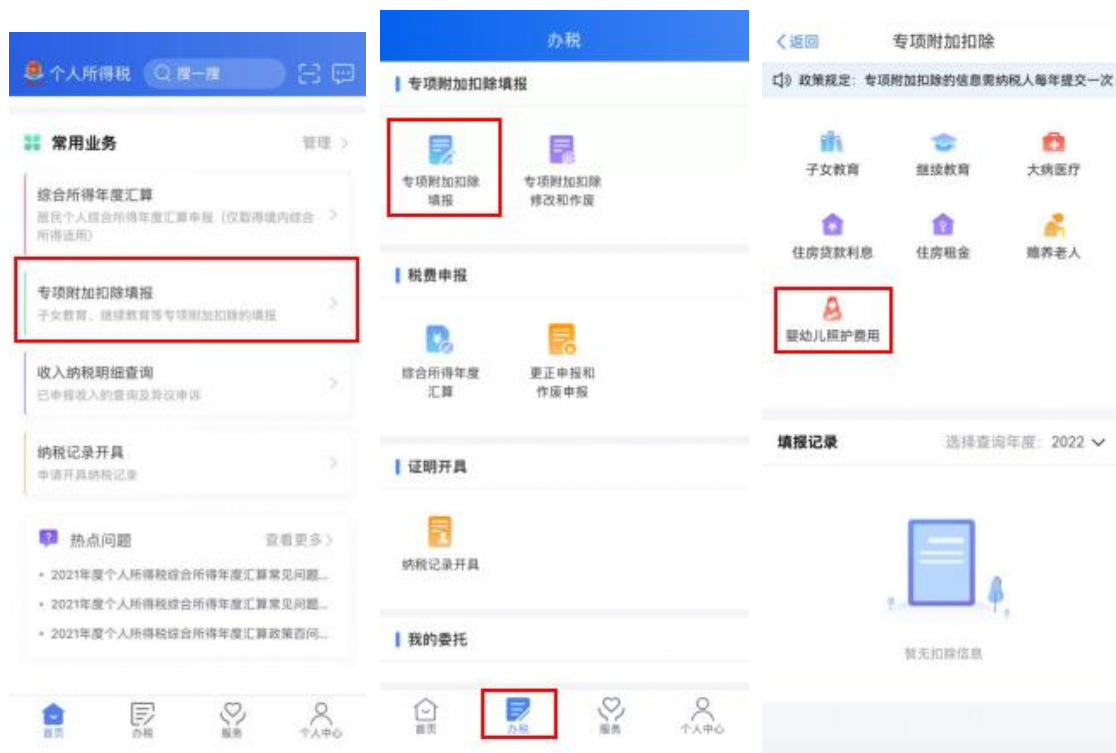 个人所得税
搜一搜
常用业务
管理
综合所得年度汇算
居民个人综合所得年度汇算申报（仅取得境内综合
所得适用）
专项附加扣除填报
子女教育、继续教育等专项附加扣除的填报
收入纳税明细查询
已申报收入的查询及异议申诉
纳税记录开具
申请开具纳税记录
热点问题
查看更多
2021年度个人所得税综合所得年度汇算常见问题...
2021年度个人所得税综合所得年度汇算常见问题...
2021年度个人所得税综合所得年度汇算政策百问...
首页
办税
服务
个人中心
办税
专项附加扣除填报
专项附加扣除
填报
专项附加扣除
修改和作废
税费申报
综合所得年度
汇算
更正申报和
作废申报
证明开具
纳税记录开具
我的委托
首页
办税
服务
个人中心
返回
专项附加扣除
政策规定：专项附加扣除的信息需纳税人每年提交一次
子女教育
继续教育
大病医疗
住房贷款利息
住房租金
赡养老人
婴幼儿照护费用
填报记录
选择查询年度：2022
暂无扣除信息